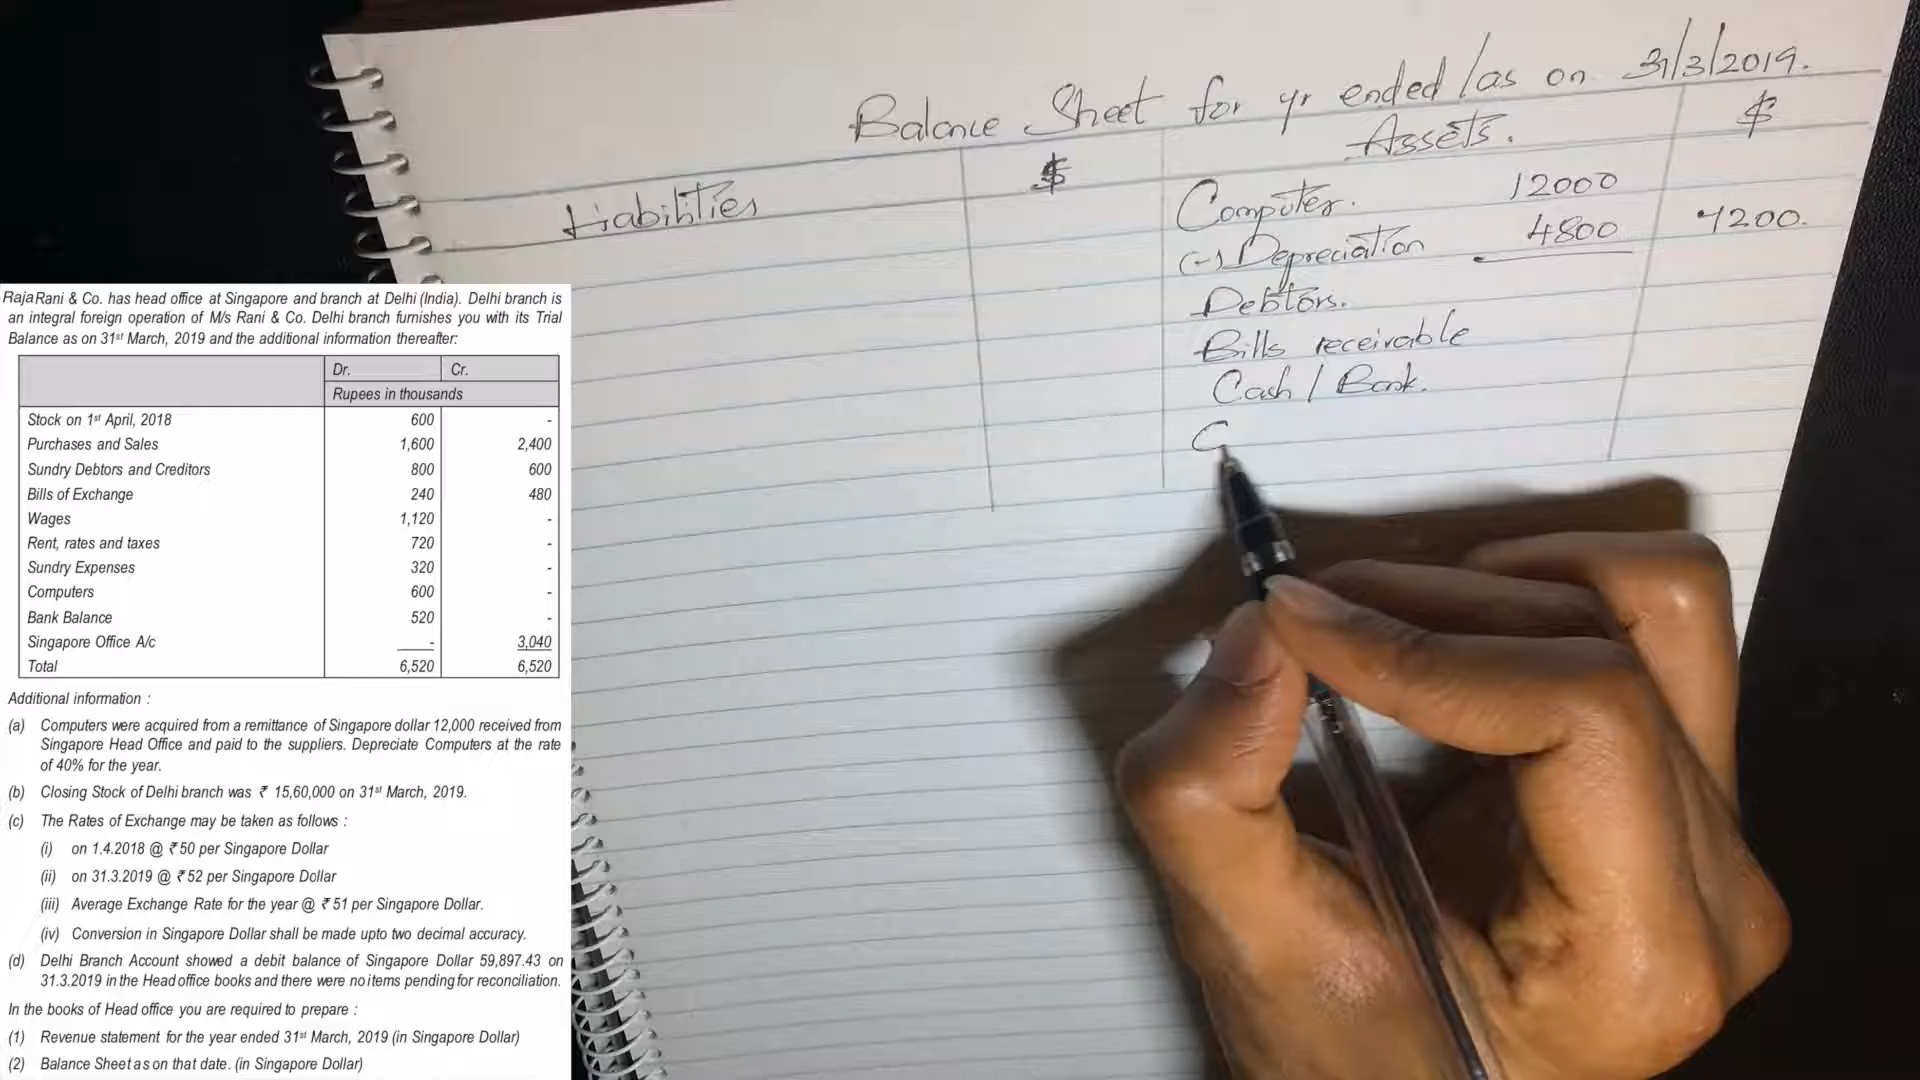 Balance Sheet for yr ended / as on 31/3/2019.
Liabilities $ Assets. $
Computer. 12000
(-) Depreciation 4800 7200.
Debtors.
Bills receivable
Cash / Bank.
C
Raja Rani & Co. has head office at Singapore and branch at Delhi (India). Delhi branch is
an integral foreign operation of M/s Rani & Co. Delhi branch furnishes you with its Trial
Balance as on 31st March, 2019 and the additional information thereafter:
Dr. Cr.
Rupees in thousands
Stock on 1st April, 2018 600 -
Purchases and Sales 1,600 2,400
Sundry Debtors and Creditors 800 600
Bills of Exchange 240 480
Wages 1,120 -
Rent, rates and taxes 720 -
Sundry Expenses 320 -
Computers 600 -
Bank Balance 520 -
Singapore Office A/c - 3,040
Total 6,520 6,520
Additional information :
(a) Computers were acquired from a remittance of Singapore dollar 12,000 received from
Singapore Head Office and paid to the suppliers. Depreciate Computers at the rate
of 40% for the year.
(b) Closing Stock of Delhi branch was ₹ 15,60,000 on 31st March, 2019.
(c) The Rates of Exchange may be taken as follows :
(i) on 1.4.2018 @ ₹ 50 per Singapore Dollar
(ii) on 31.3.2019 @ ₹ 52 per Singapore Dollar
(iii) Average Exchange Rate for the year @ ₹ 51 per Singapore Dollar.
(iv) Conversion in Singapore Dollar shall be made upto two decimal accuracy.
(d) Delhi Branch Account showed a debit balance of Singapore Dollar 59,897.43 on
31.3.2019 in the Head office books and there were no items pending for reconciliation.
In the books of Head office you are required to prepare :
(1) Revenue statement for the year ended 31st March, 2019 (in Singapore Dollar)
(2) Balance Sheet as on that date. (in Singapore Dollar)